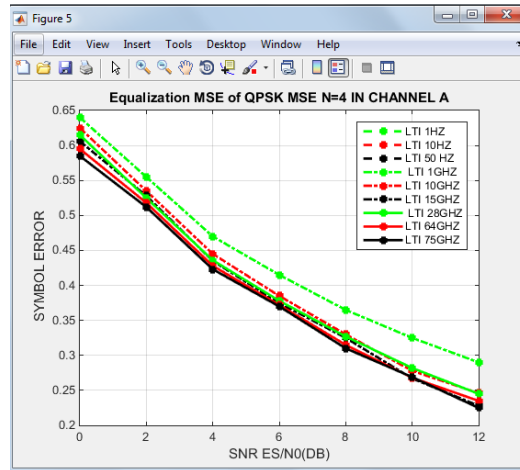 Figure 5
File Edit View Insert Tools Desktop Window Help
Equalization MSE of QPSK MSE N=4 IN CHANNEL A
0.65
0.6
0.55
0.5
0.45
0.4
0.35
0.3
0.25
0.2
SYMBOL ERROR
LTI 1HZ
LTI 10HZ
LTI 50 HZ
LTI 1GHZ
LTI 10GHZ
LTI 15GHZ
LTI 28GHZ
LTI 64GHZ
LTI 75GHZ
0 2 4 6 8 10 12
SNR ES/N0(DB)